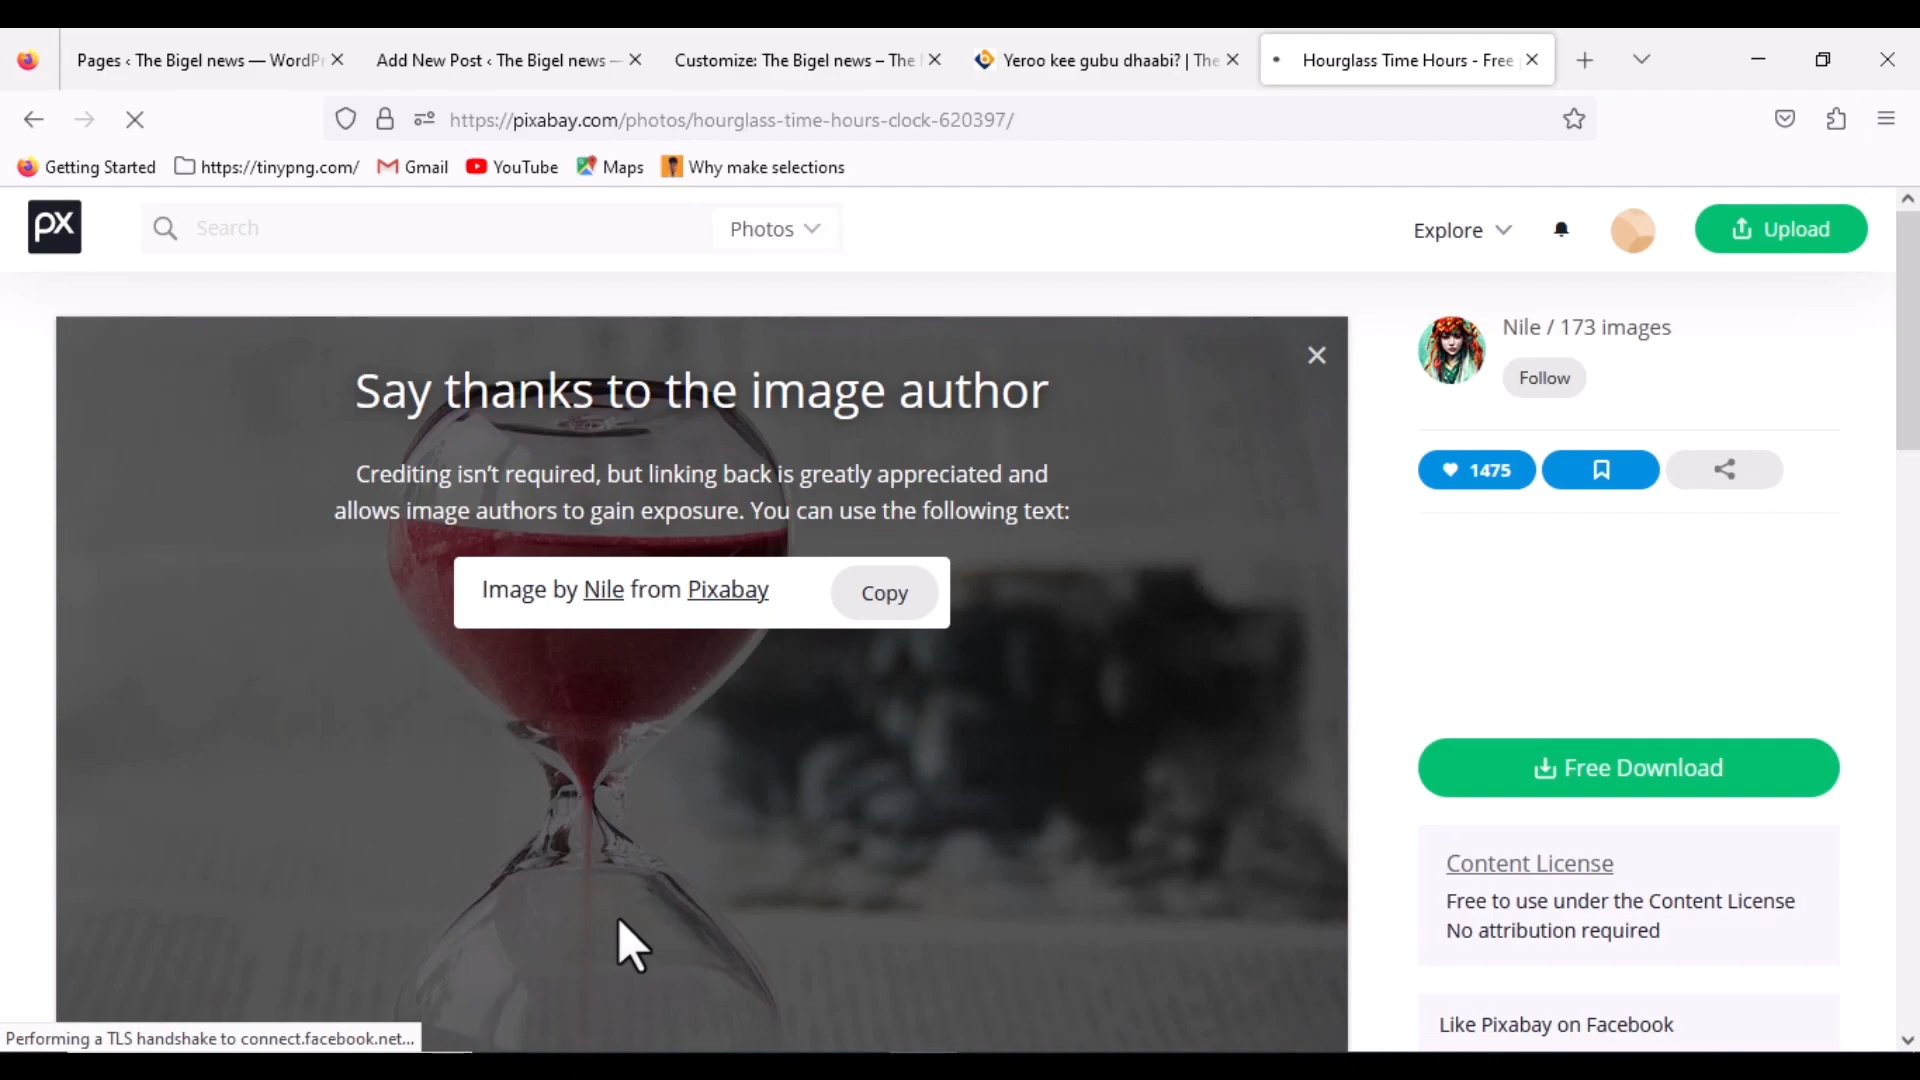 Pages ‹ The Bigel news — WordPr
Add New Post ‹ The Bigel news —
Customize: The Bigel news – The
Yeroo kee gubu dhaabi? | The
Hourglass Time Hours - Free
https://pixabay.com/photos/hourglass-time-hours-clock-620397/
Getting Started
https://tinypng.com/
Gmail
YouTube
Maps
Why make selections
px
Search
Photos
Explore
Upload
Say thanks to the image author
Crediting isn’t required, but linking back is greatly appreciated and
allows image authors to gain exposure. You can use the following text:
Image by Nile from Pixabay
Copy
Nile / 173 images
Follow
1475
Free Download
Content License
Free to use under the Content License
No attribution required
Like Pixabay on Facebook
Performing a TLS handshake to connect.facebook.net...